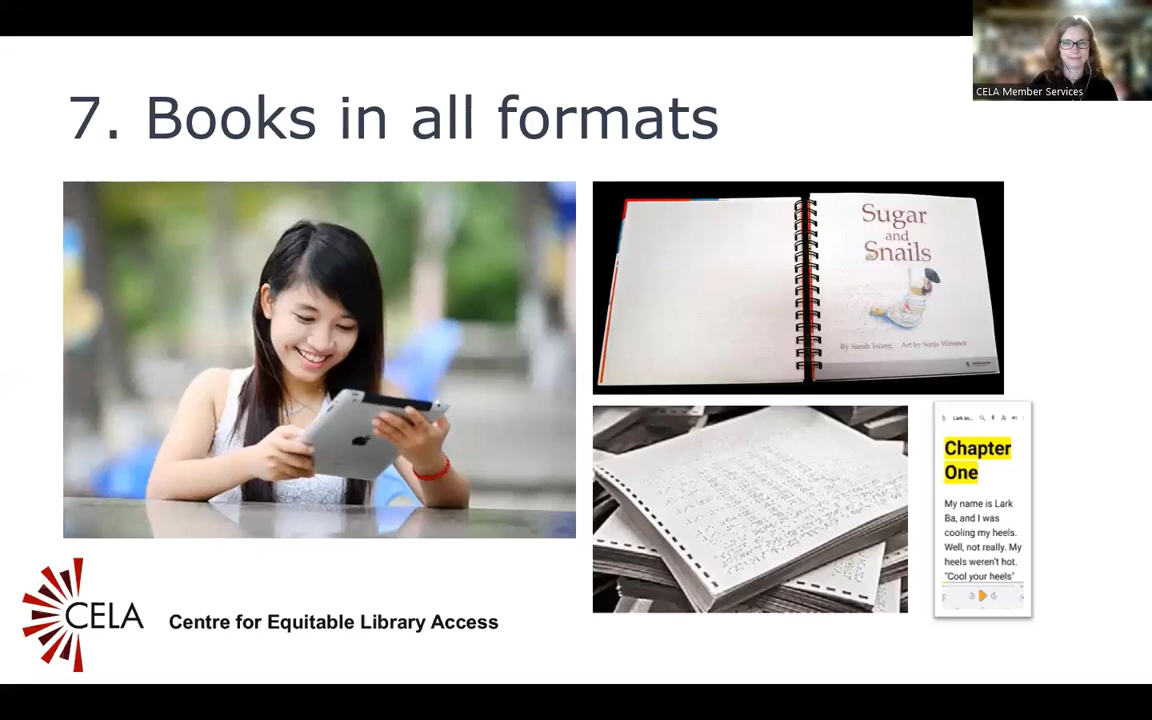 CELA Member Services
7. Books in all formats
Sugar
and
Snails
By Sarah Tsiang Art by Sonja Wimmer
Lark an...
Chapter
One
My name is Lark
Ba, and I was
cooling my heels.
Well, not really. My
heels weren't hot.
"Cool your heels"
CELA
Centre for Equitable Library Access